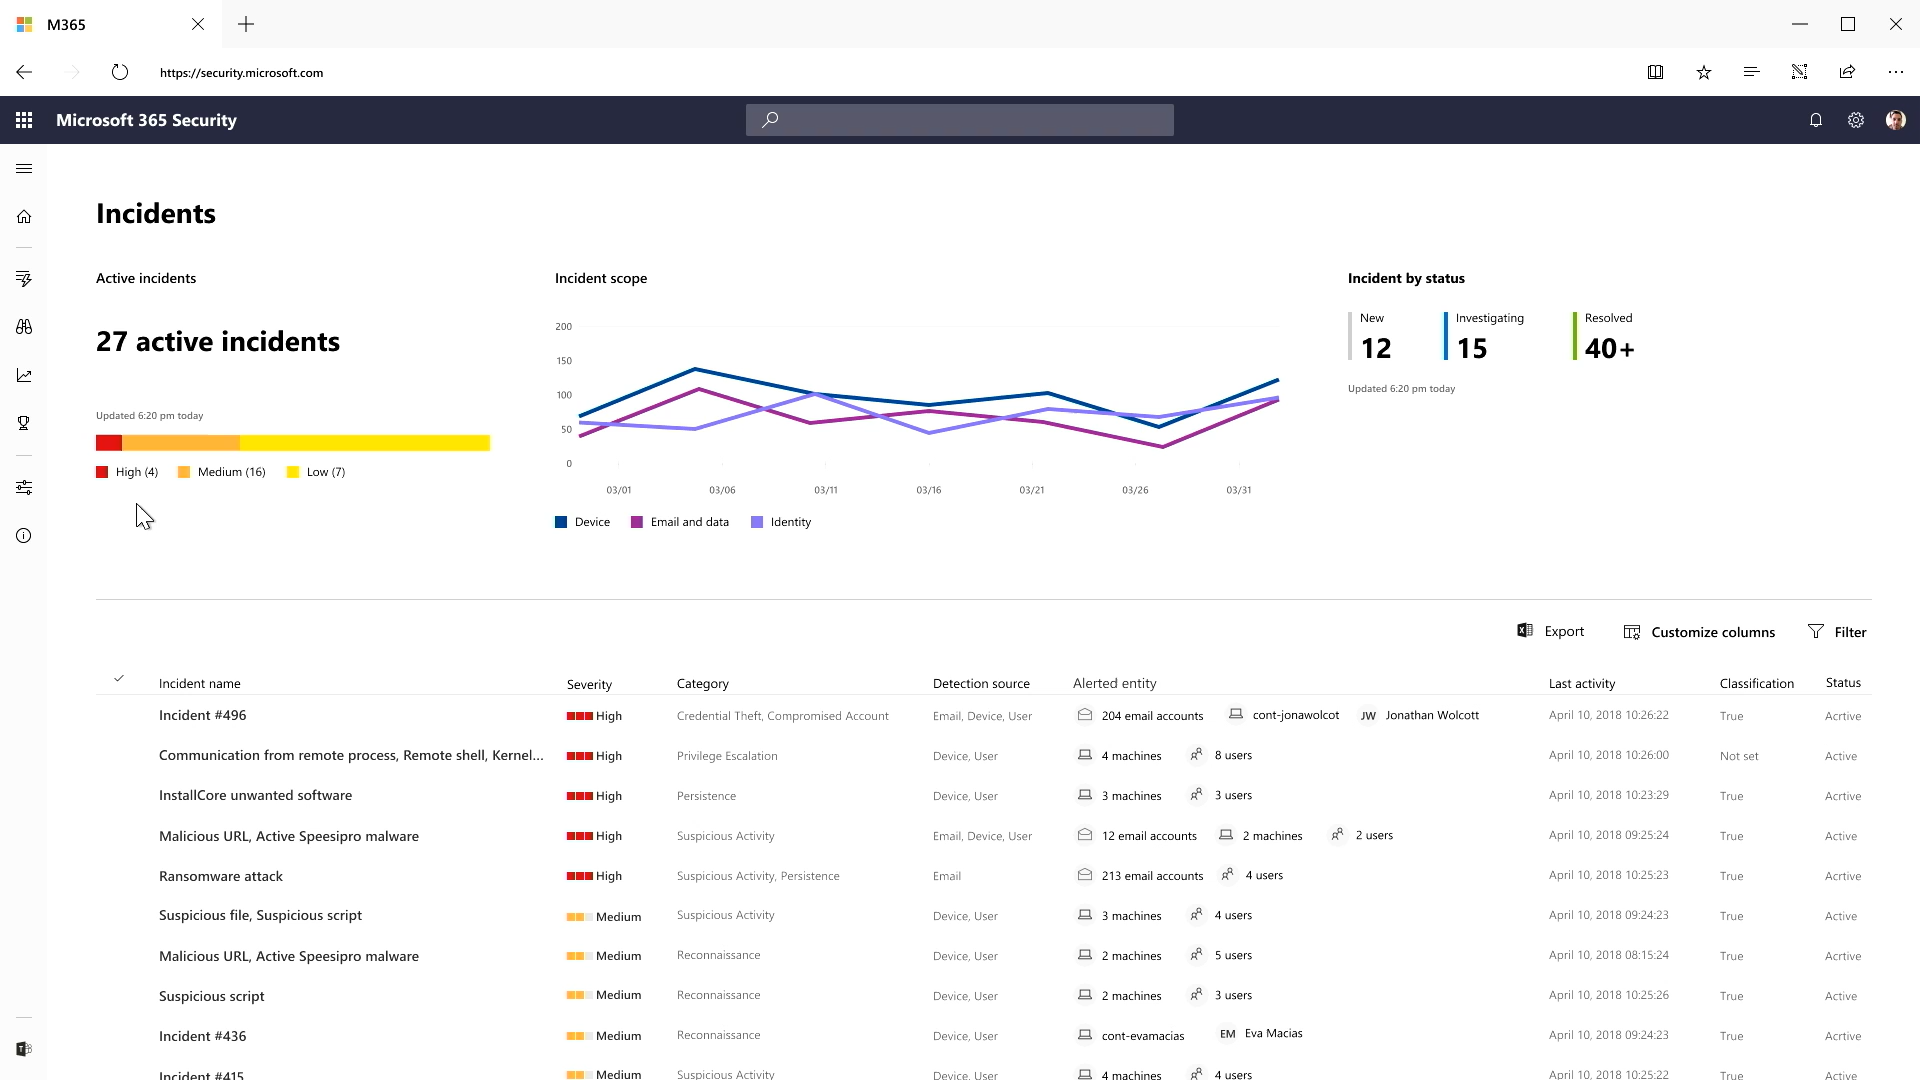 M365
https://security.microsoft.com
Microsoft 365 Security
Incidents
Active incidents
27 active incidents
Updated 6:20 pm today
High (4) Medium (16) Low (7)
Incident scope
200
150
100
50
0
03/01 03/06 03/11 03/16 03/21 03/26 03/31
Device Email and data Identity
Incident by status
New Investigating Resolved
12 15 40+
Updated 6:20 pm today
Export Customize columns Filter
Incident name Severity Category Detection source Alerted entity Last activity Classification Status
Incident #496 High Credential Theft, Compromised Account Email, Device, User 204 email accounts cont-jonawolcot JW Jonathan Wolcott April 10, 2018 10:26:22 True Acrtive
Communication from remote process, Remote shell, Kernel... High Privilege Escalation Device, User 4 machines 8 users April 10, 2018 10:26:00 Not set Active
InstallCore unwanted software High Persistence Device, User 3 machines 3 users April 10, 2018 10:23:29 True Acrtive
Malicious URL, Active Speesipro malware High Suspicious Activity Email, Device, User 12 email accounts 2 machines 2 users April 10, 2018 09:25:24 True Active
Ransomware attack High Suspicious Activity, Persistence Email 213 email accounts 4 users April 10, 2018 10:25:23 True Acrtive
Suspicious file, Suspicious script Medium Suspicious Activity Device, User 3 machines 4 users April 10, 2018 09:24:23 True Active
Malicious URL, Active Speesipro malware Medium Reconnaissance Device, User 2 machines 5 users April 10, 2018 08:15:24 True Acrtive
Suspicious script Medium Reconnaissance Device, User 2 machines 3 users April 10, 2018 10:25:26 True Acrtive
Incident #436 Medium Reconnaissance Device, User cont-evamacias EM Eva Macias April 10, 2018 09:24:23 True Acrtive
Incident #415 Medium Suspicious Activity Device, User 4 machines 4 users April 10, 2018 10:25:22 True Acrtive